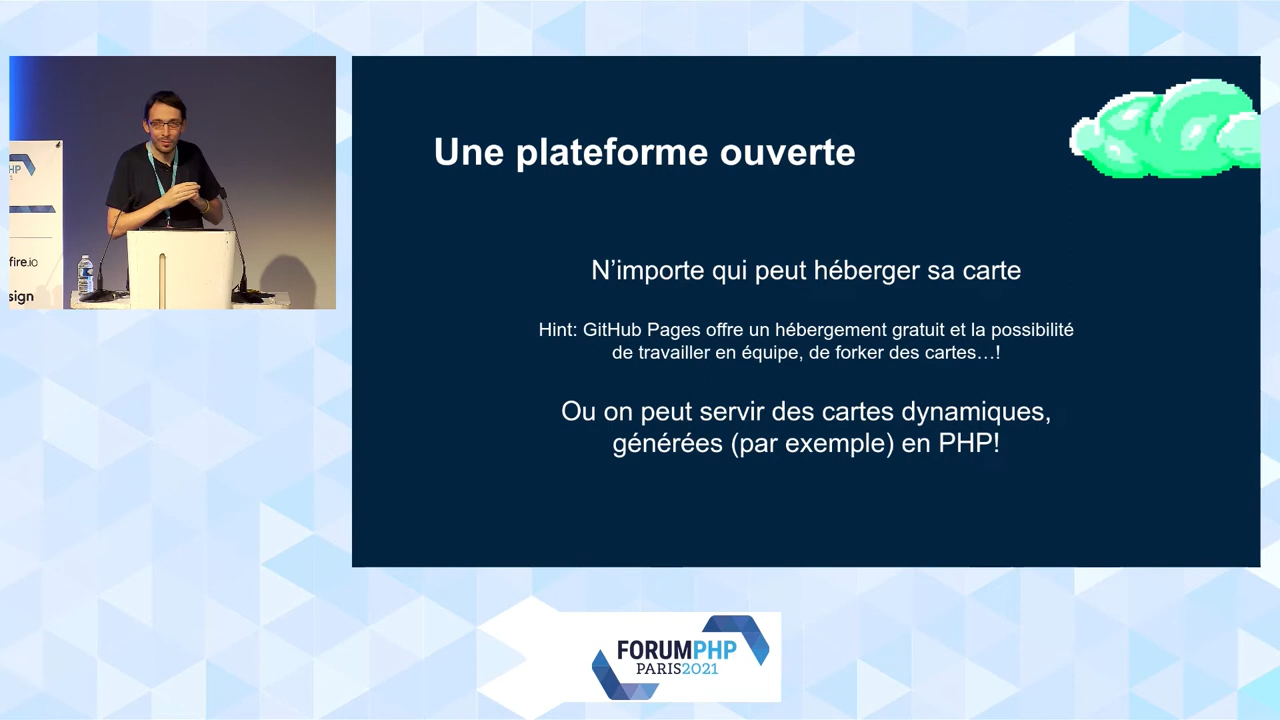 HP
fire.io
sign
Une plateforme ouverte
N’importe qui peut héberger sa carte
Hint: GitHub Pages offre un hébergement gratuit et la possibilité
de travailler en équipe, de forker des cartes…!
Ou on peut servir des cartes dynamiques,
générées (par exemple) en PHP!
FORUMPHP
PARIS2021